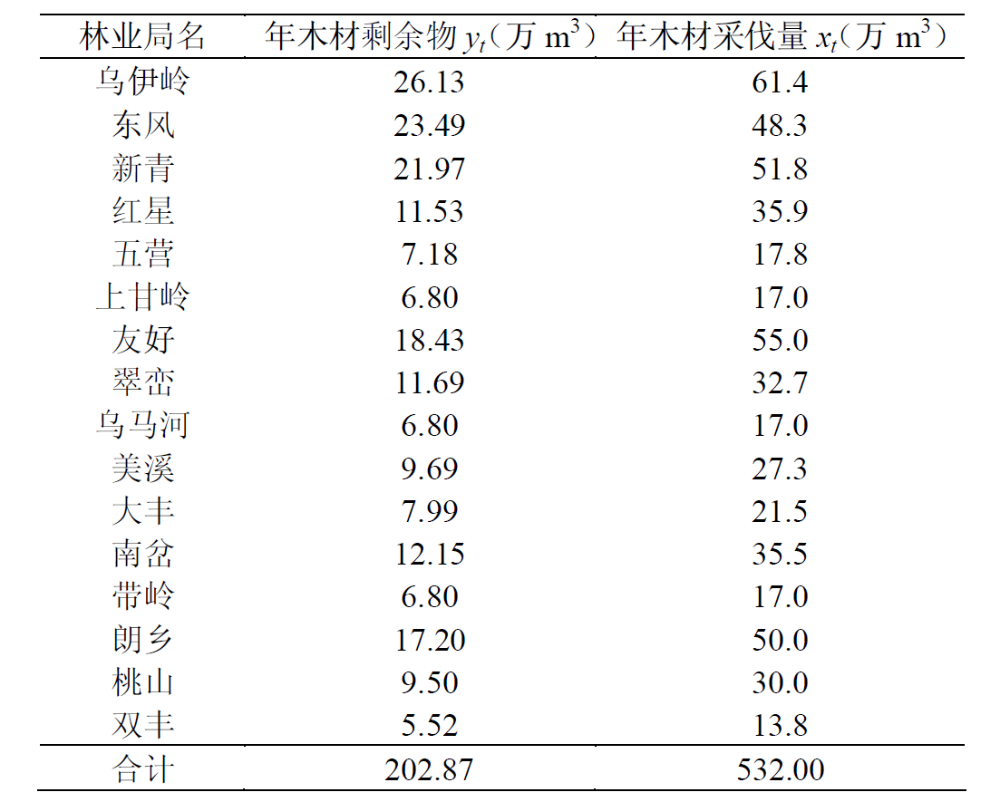 林业局名 年木材剩余物 yt（万 m3） 年木材采伐量 xt（万 m3）
乌伊岭 26.13 61.4
东风 23.49 48.3
新青 21.97 51.8
红星 11.53 35.9
五营 7.18 17.8
上甘岭 6.80 17.0
友好 18.43 55.0
翠峦 11.69 32.7
乌马河 6.80 17.0
美溪 9.69 27.3
大丰 7.99 21.5
南岔 12.15 35.5
带岭 6.80 17.0
朗乡 17.20 50.0
桃山 9.50 30.0
双丰 5.52 13.8
合计 202.87 532.00